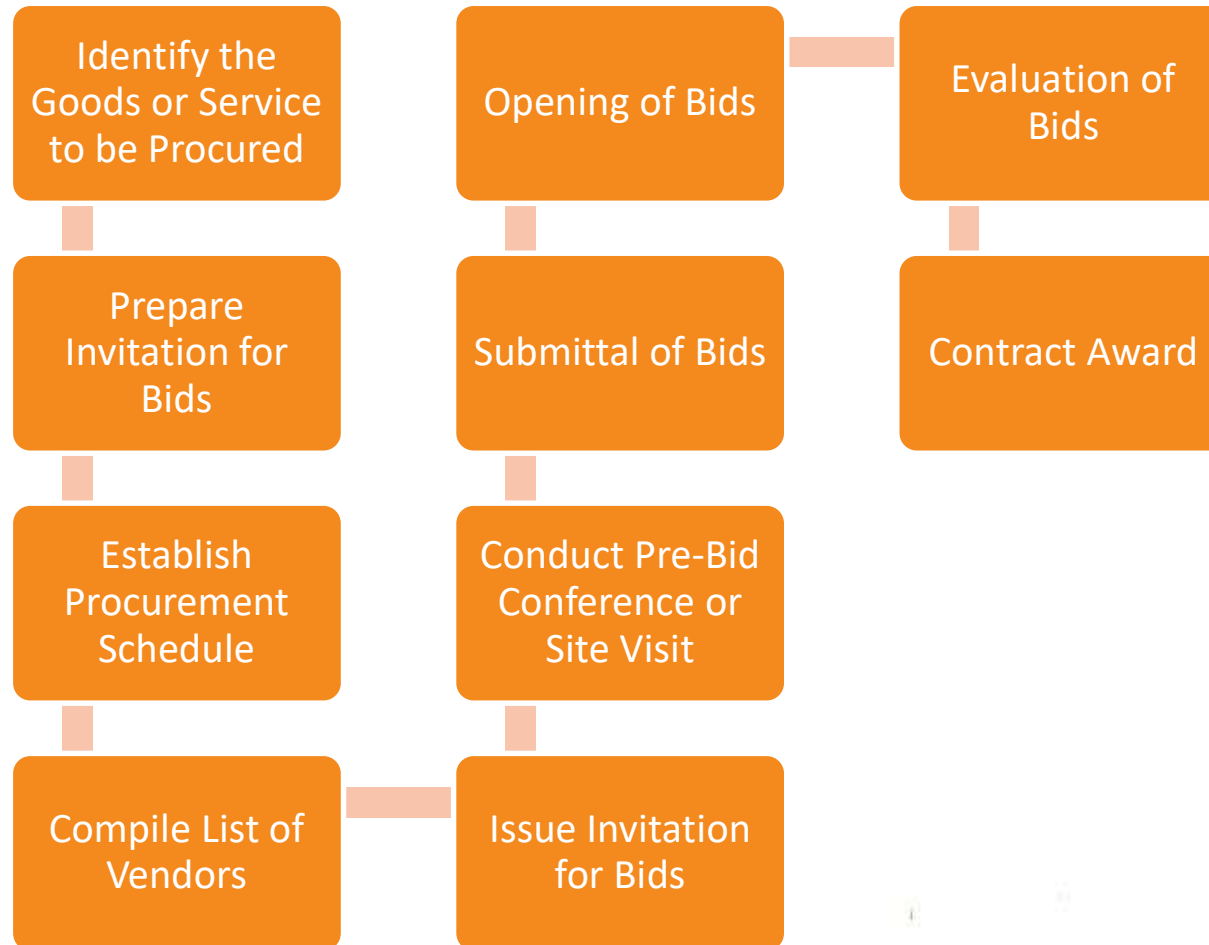 Identify the
Goods or Service
to be Procured
Prepare
Invitation for
Bids
Establish
Procurement
Schedule
Compile List of
Vendors
Issue Invitation
for Bids
Conduct Pre-Bid
Conference or
Site Visit
Submittal of Bids
Opening of Bids
Evaluation of
Bids
Contract Award